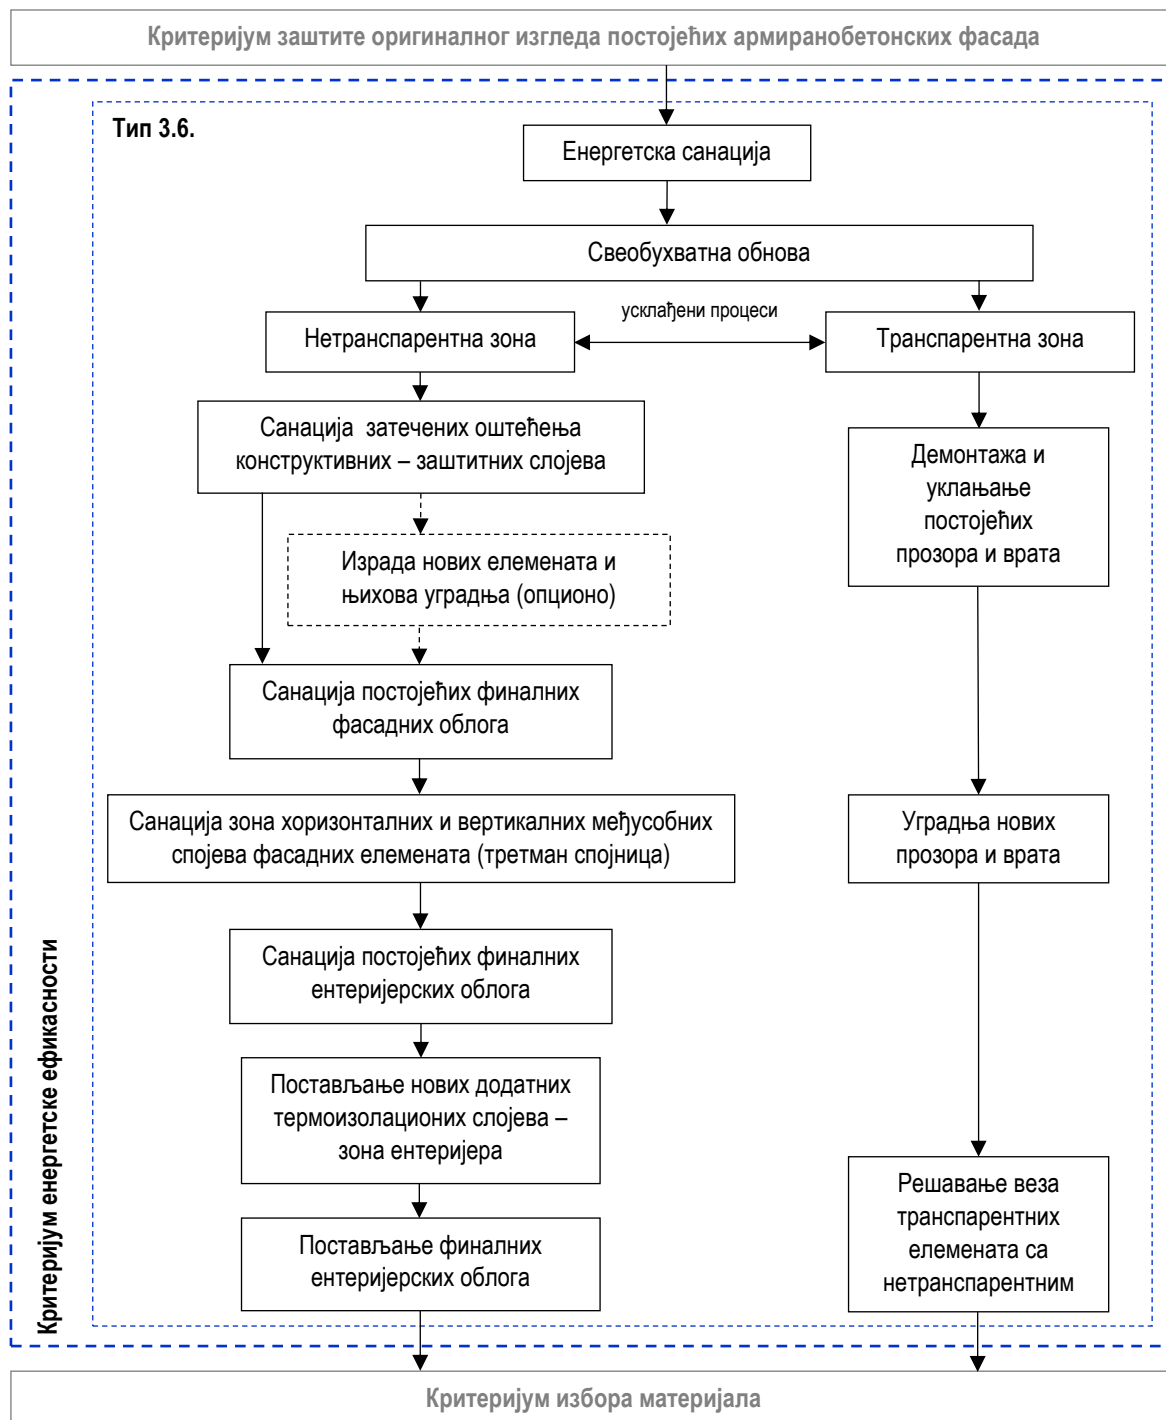 Критеријум заштите оригиналног изгледа постојећих армиранобетонских фасада
Тип 3.6.
Енергетска санација
Свеобухватна обнова
усклађени процеси
Нетранспарентна зона
Транспарентна зона
Санација затечених оштећења
конструктивних – заштитних слојева
Демонтажа и
уклањање
постојећих
прозора и врата
Израда нових елемената и
њихова уградња (опционо)
Санација постојећих финалних
фасадних облога
Санација зона хоризонталних и вертикалних међусобних
спојева фасадних елемената (третман спојница)
Уградња нових
прозора и врата
Санација постојећих финалних
ентеријерских облога
Постављање нових додатних
термоизолационих слојева –
зона ентеријера
Решавање веза
транспарентних
елемената са
нетранспарентним
Постављање финалних
ентеријерских облога
Критеријум енергетске ефикасности
Критеријум избора материјала